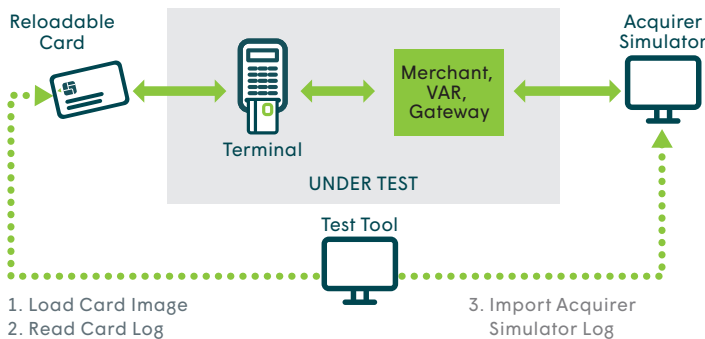 Reloadable
Card
Acquirer
Simulator
Merchant,
VAR,
Gateway
Terminal
UNDER TEST
Test Tool
1. Load Card Image
2. Read Card Log
3. Import Acquirer
Simulator Log